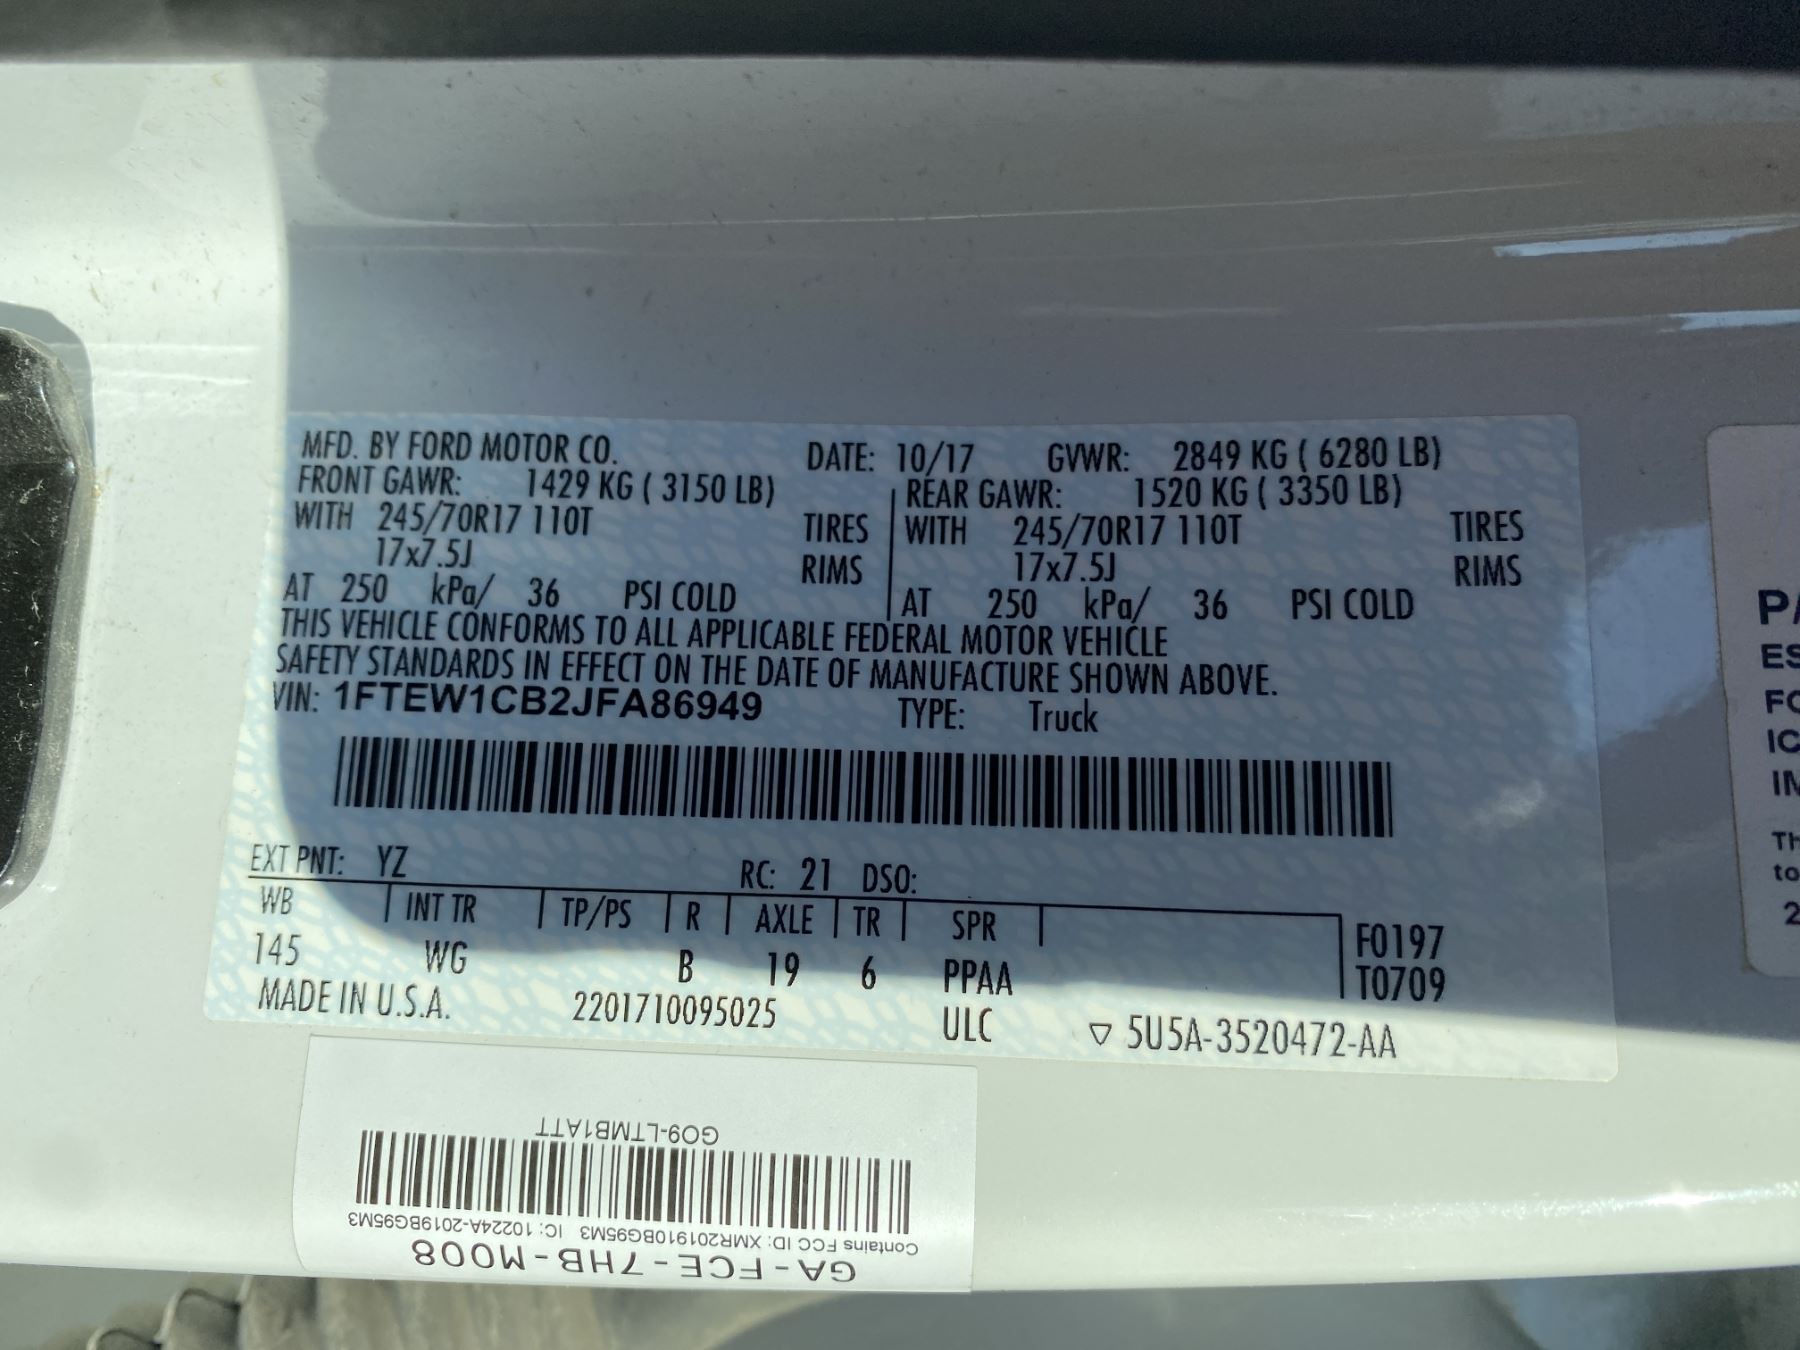 MFD. BY FORD MOTOR CO. DATE: 10/17 GVWR: 2849 KG ( 6280 LB)
FRONT GAWR: 1429 KG ( 3150 LB) REAR GAWR: 1520 KG ( 3350 LB)
WITH 245/70R17 110T TIRES WITH 245/70R17 110T TIRES
17x7.5J RIMS 17x7.5J RIMS
AT 250 kPa/ 36 PSI COLD AT 250 kPa/ 36 PSI COLD
THIS VEHICLE CONFORMS TO ALL APPLICABLE FEDERAL MOTOR VEHICLE
SAFETY STANDARDS IN EFFECT ON THE DATE OF MANUFACTURE SHOWN ABOVE.
VIN: 1FTEW1CB2JFA86949 TYPE: Truck
EXT PNT: YZ RC: 21 DSO:
WB INT TR TP/PS R AXLE TR SPR F0197
145 WG B 19 6 PPAA T0709
MADE IN U.S.A. 2201710095025 ULC ▽ 5U5A-3520472-AA
GA-FCE-7HB-M008
Contains FCC ID: XMR201910BG95M3 IC: 10224A-2019BG95M3
GO9-LTMB1ATT